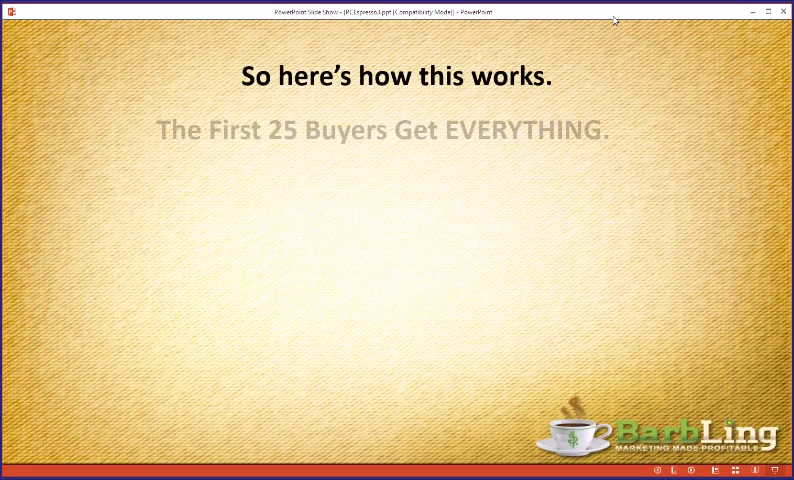 PowerPoint Slide Show - [PCEspresso3.ppt [Compatibility Mode]] - PowerPoint
So here's how this works.
The First 25 Buyers Get EVERYTHING.
BarbLing
MARKETING MADE PROFITABLE